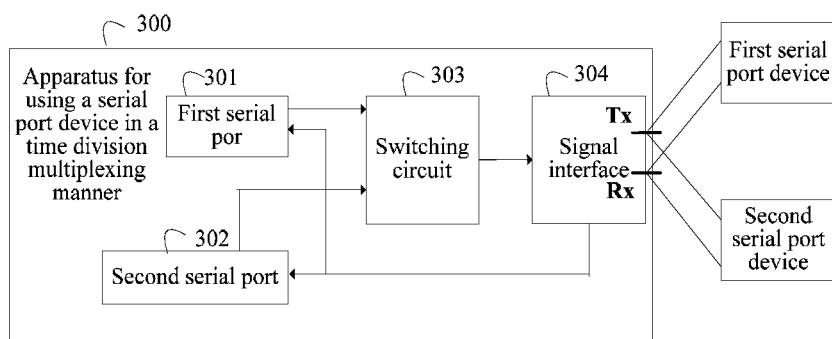 300
Apparatus for
using a serial
port device in a
time division
multiplexing
manner
301
First serial
por
302
Second serial port
303
Switching
circuit
304
Tx
Signal
interface
Rx
First serial
port device
Second
serial port
device